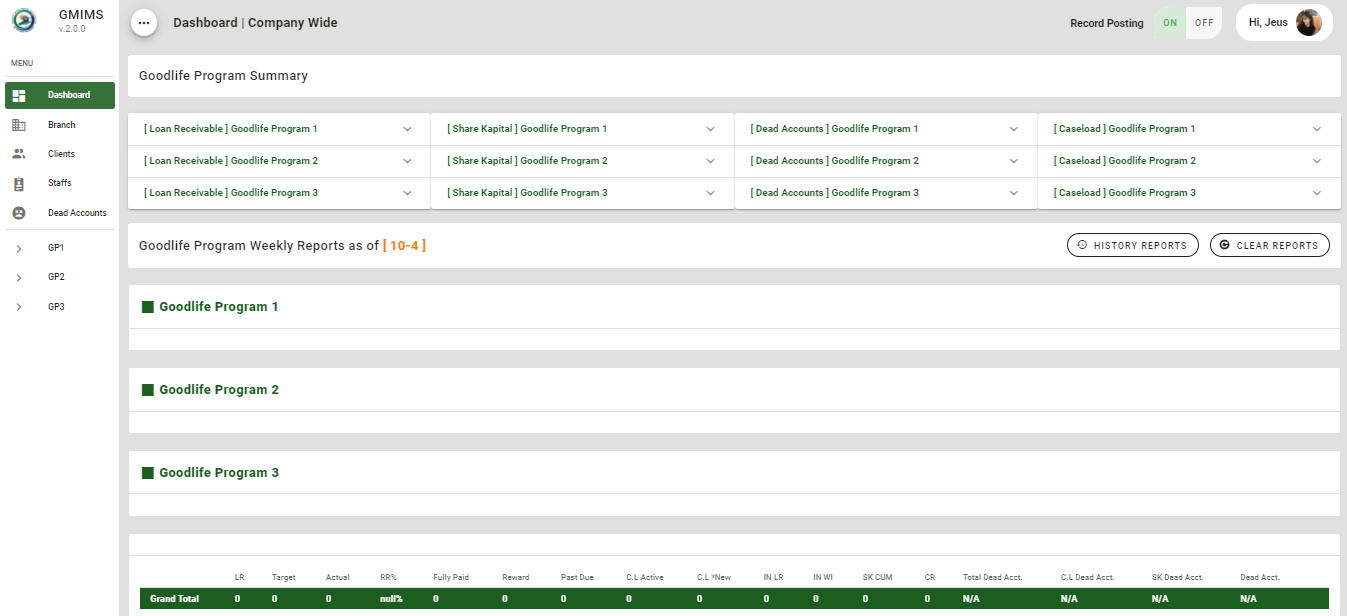 GMIMS
v.2.0.0
MENU
Dashboard
Branch
Clients
Staffs
Dead Accounts
GP1
GP2
GP3
Dashboard | Company Wide
Record Posting ON OFF
Hi, Jeus
Goodlife Program Summary
[ Loan Receivable ] Goodlife Program 1 [ Share Kapital ] Goodlife Program 1 [ Dead Accounts ] Goodlife Program 1 [ Caseload ] Goodlife Program 1
[ Loan Receivable ] Goodlife Program 2 [ Share Kapital ] Goodlife Program 2 [ Dead Accounts ] Goodlife Program 2 [ Caseload ] Goodlife Program 2
[ Loan Receivable ] Goodlife Program 3 [ Share Kapital ] Goodlife Program 3 [ Dead Accounts ] Goodlife Program 3 [ Caseload ] Goodlife Program 3
Goodlife Program Weekly Reports as of [ 10-4 ] HISTORY REPORTS CLEAR REPORTS
Goodlife Program 1
Goodlife Program 2
Goodlife Program 3
LR Target Actual RR% Fully Paid Reward Past Due C.L Active C.L *New IN LR IN WI SK CUM CR Total Dead Acct. C.L Dead Acct. SK Dead Acct. Dead Acct.
Grand Total 0 0 0 null% 0 0 0 0 0 0 0 0 0 N/A N/A N/A N/A